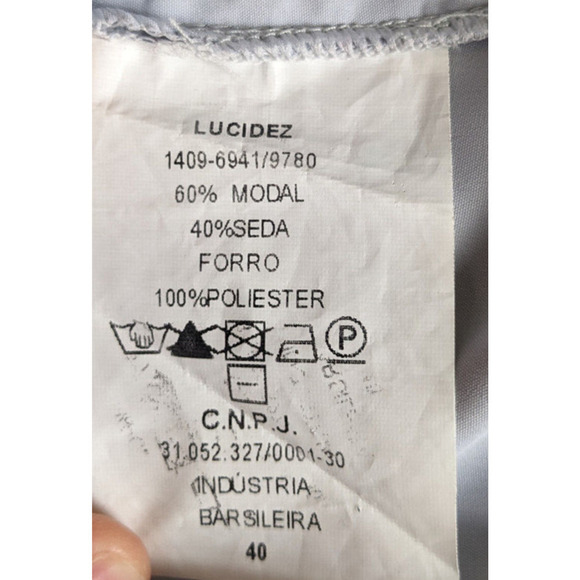 LUCIDEZ
1409-6941/9780
60% MODAL
40%SEDA
FORRO
100%POLIESTER
P
C.N.P.J.
31.052.327/0001-30
INDÚSTRIA
BARSILEIRA
40